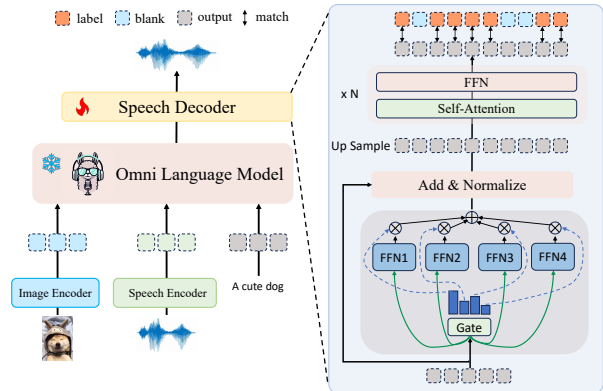 label
blank
output
match
Speech Decoder
Omni Language Model
Image Encoder
Speech Encoder
A cute dog
x N
FFN
Self-Attention
Up Sample
Add & Normalize
FFN1
FFN2
FFN3
FFN4
Gate